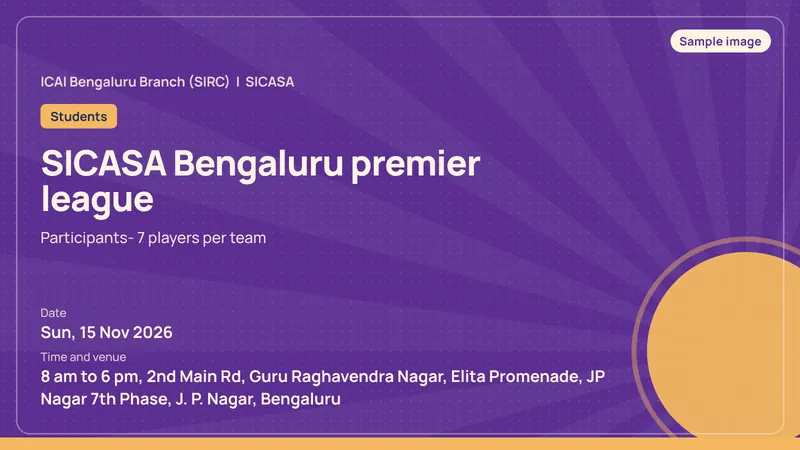 Sample image
ICAI Bengaluru Branch (SIRC) | SICASA
Students
SICASA Bengaluru premier
league
Participants- 7 players per team
Date
Sun, 15 Nov 2026
Time and venue
8 am to 6 pm, 2nd Main Rd, Guru Raghavendra Nagar, Elita Promenade, JP
Nagar 7th Phase, J. P. Nagar, Bengaluru